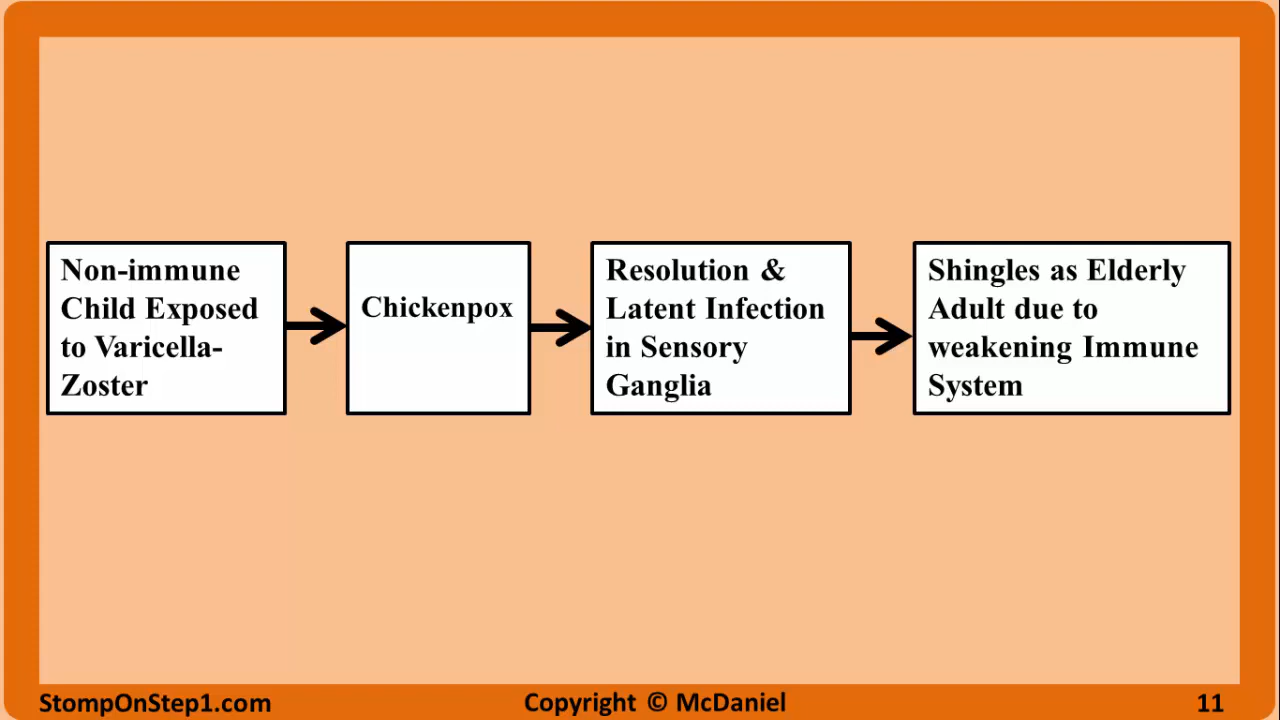 Non-immune
Child Exposed
to Varicella-
Zoster
Chickenpox
Resolution &
Latent Infection
in Sensory
Ganglia
Shingles as Elderly
Adult due to
weakening Immune
System
StompOnStep1.com
Copyright © McDaniel
11